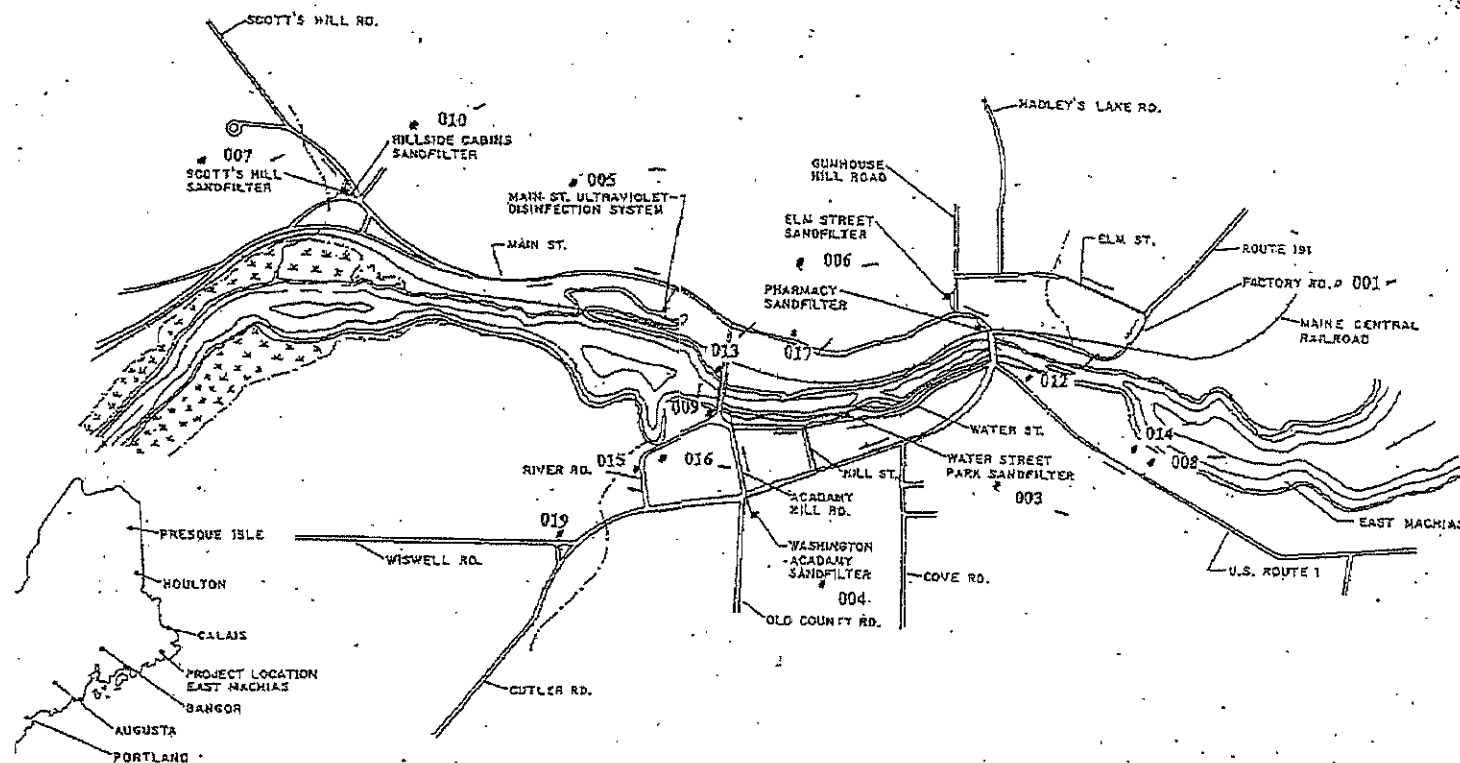 SCOTT'S HILL RD.
010
HILLSIDE CABINS
SANDFILTER
007
SCOTT'S HILL
SANDFILTER
005
MAIN ST. ULTRAVIOLET
DISINFECTION SYSTEM
MAIN ST.
HADLEY'S LAKE RD.
GUNHOUSE
HILL ROAD
ELM STREET
SANDFILTER
006
PHARMACY
SANDFILTER
ELM ST.
ROUTE 191
FACTORY RD. 001
MAINE CENTRAL
RAILROAD
013
017
009
012
014
008
WATER ST.
WATER STREET
PARK SANDFILTER
003
RIVER RD.
015
016
HILL ST.
ACADAMY
HILL RD.
019
WISWELL RD.
WASHINGTON
ACADAMY
SANDFILTER
004
COVE RD.
OLD COUNTY RD.
EAST MACHIAS
U.S. ROUTE 1
CUTLER RD.
PRESQUE ISLE
HOULTON
CALAIS
PROJECT LOCATION
EAST MACHIAS
BANGOR
AUGUSTA
PORTLAND